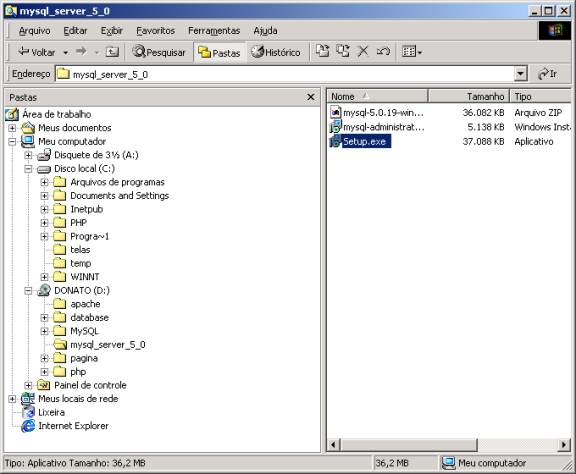 mysql_server_5_0
Arquivo Editar Exibir Favoritos Ferramentas Ajuda
Voltar Pesquisar Pastas Histórico
Endereço mysql_server_5_0 Ir
Pastas
Nome Tamanho Tipo
mysql-5.0.19-win... 36.082 KB Arquivo ZIP
mysql-administrat... 5.138 KB Windows Inst
Setup.exe 37.088 KB Aplicativo
Área de trabalho
Meus documentos
Meu computador
Disquete de 3½ (A:)
Disco local (C:)
Arquivos de programas
Documents and Settings
Inetpub
PHP
Progra~1
telas
temp
WINNT
DONATO (D:)
apache
database
MySQL
mysql_server_5_0
pagina
php
Painel de controle
Meus locais de rede
Lixeira
Internet Explorer
Tipo: Aplicativo Tamanho: 36,2 MB 36,2 MB Meu computador